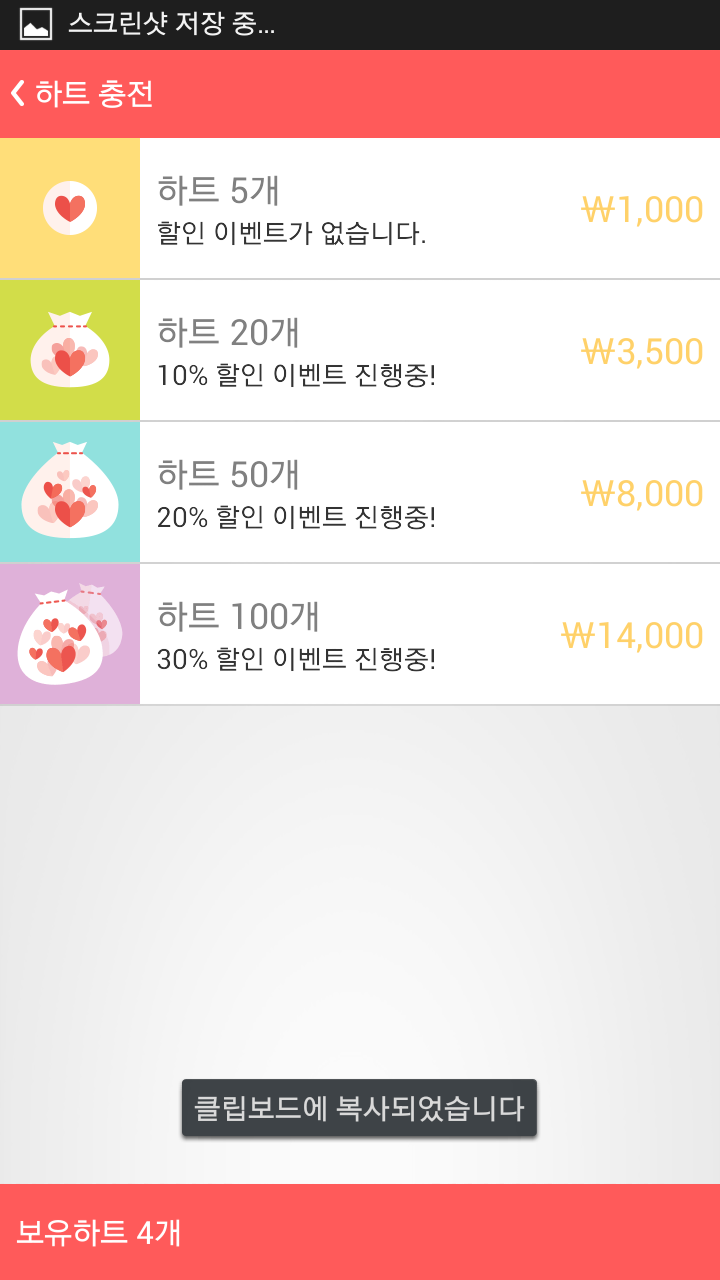 스크린샷 저장 중...
하트 충전
하트 5개
할인 이벤트가 없습니다.
₩1,000
하트 20개
10% 할인 이벤트 진행중!
₩3,500
하트 50개
20% 할인 이벤트 진행중!
₩8,000
하트 100개
30% 할인 이벤트 진행중!
₩14,000
클립보드에 복사되었습니다
보유하트 4개